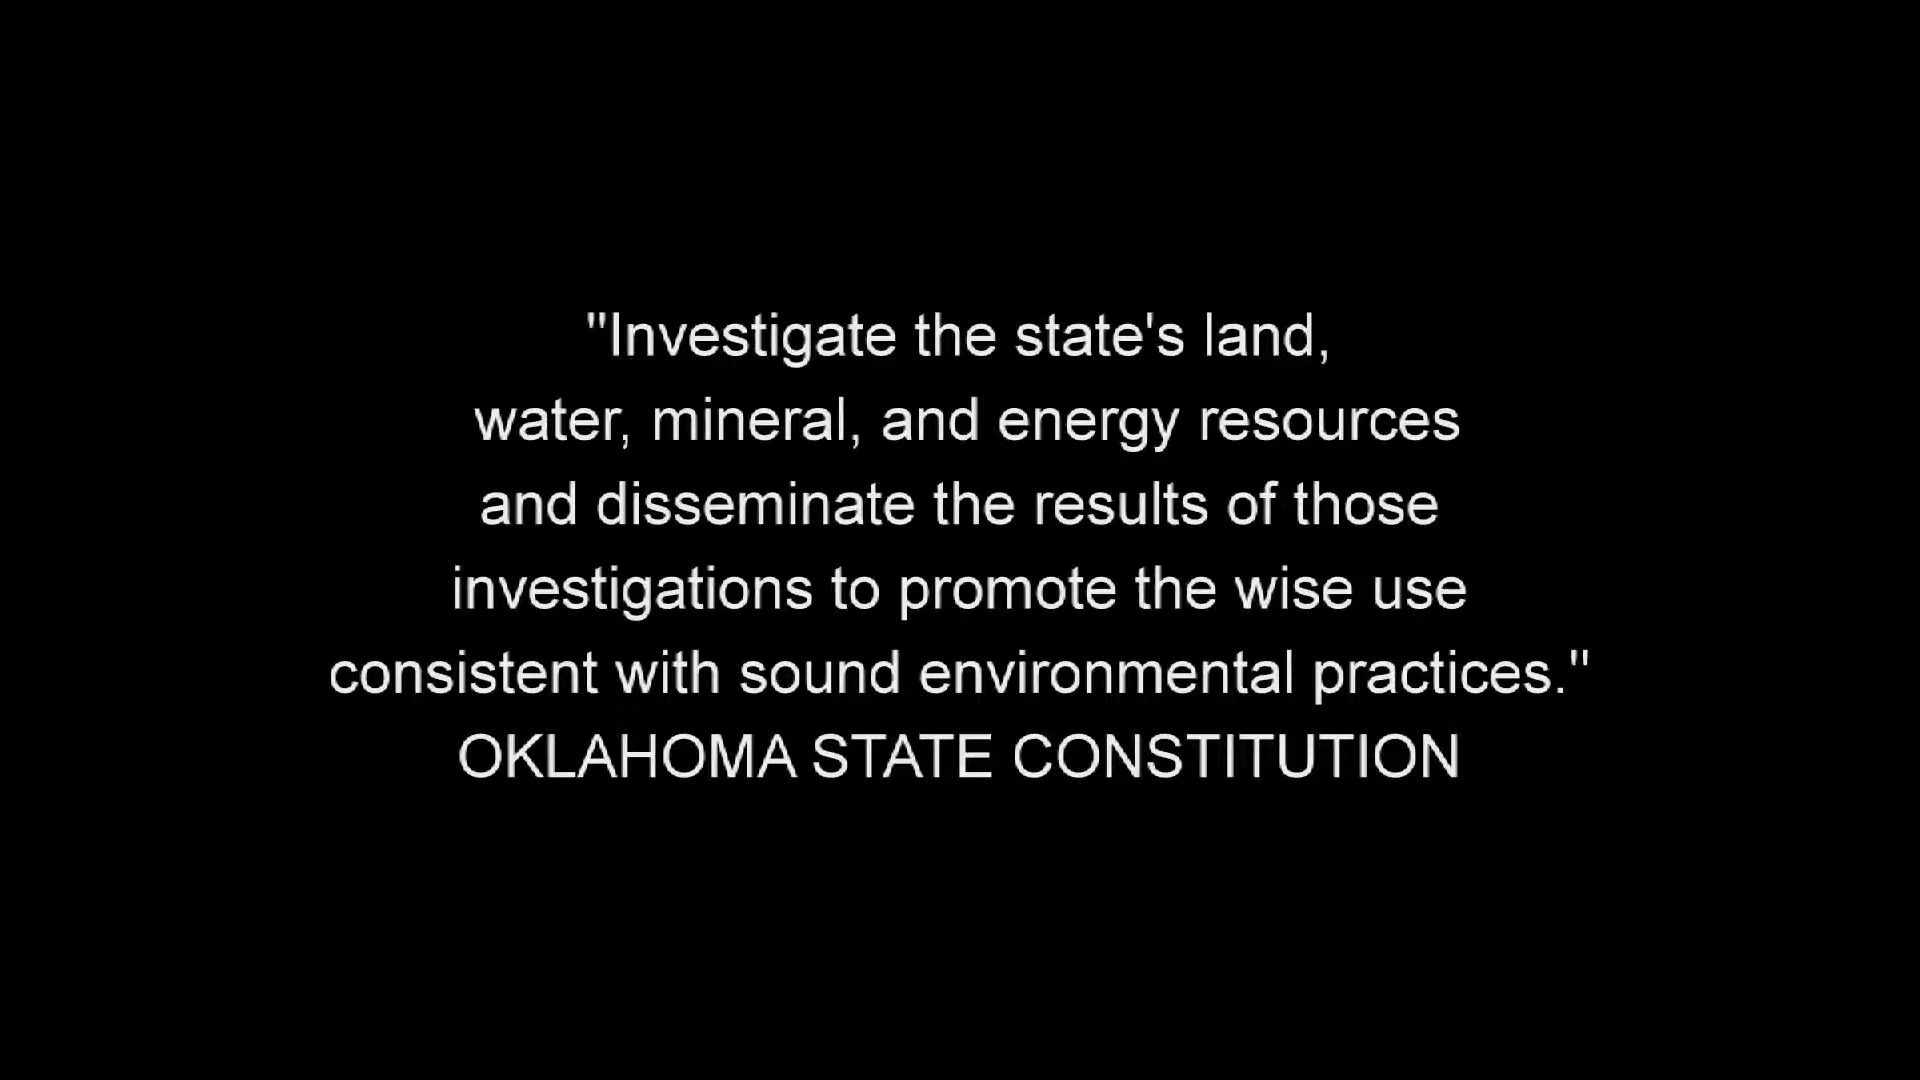 "Investigate the state's land,
water, mineral, and energy resources
and disseminate the results of those
investigations to promote the wise use
consistent with sound environmental practices."
OKLAHOMA STATE CONSTITUTION